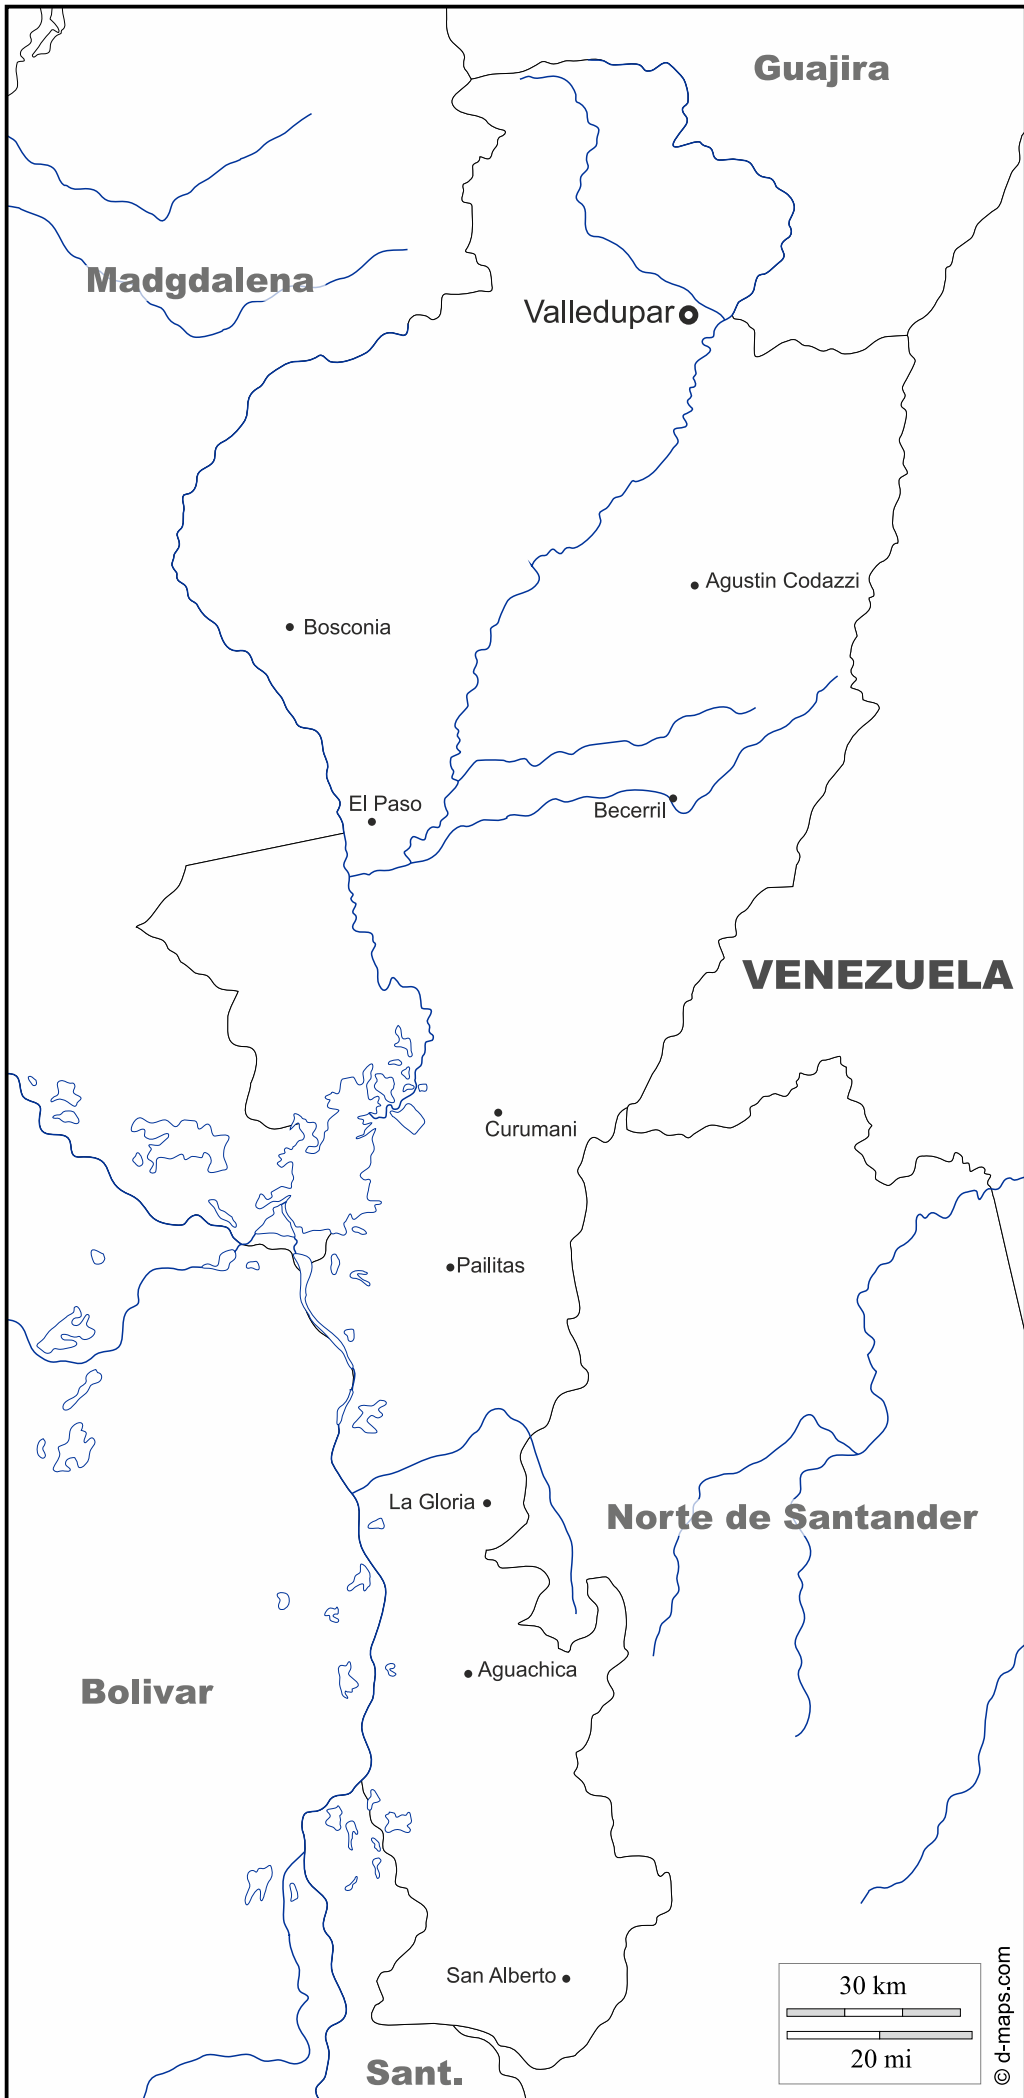 Guajira
Madgdalena
Valledupar
Agustin Codazzi
Bosconia
El Paso
Becerril
VENEZUELA
Curumani
Pailitas
La Gloria
Norte de Santander
Aguachica
Bolivar
San Alberto
30 km
20 mi
© d-maps.com
Sant.